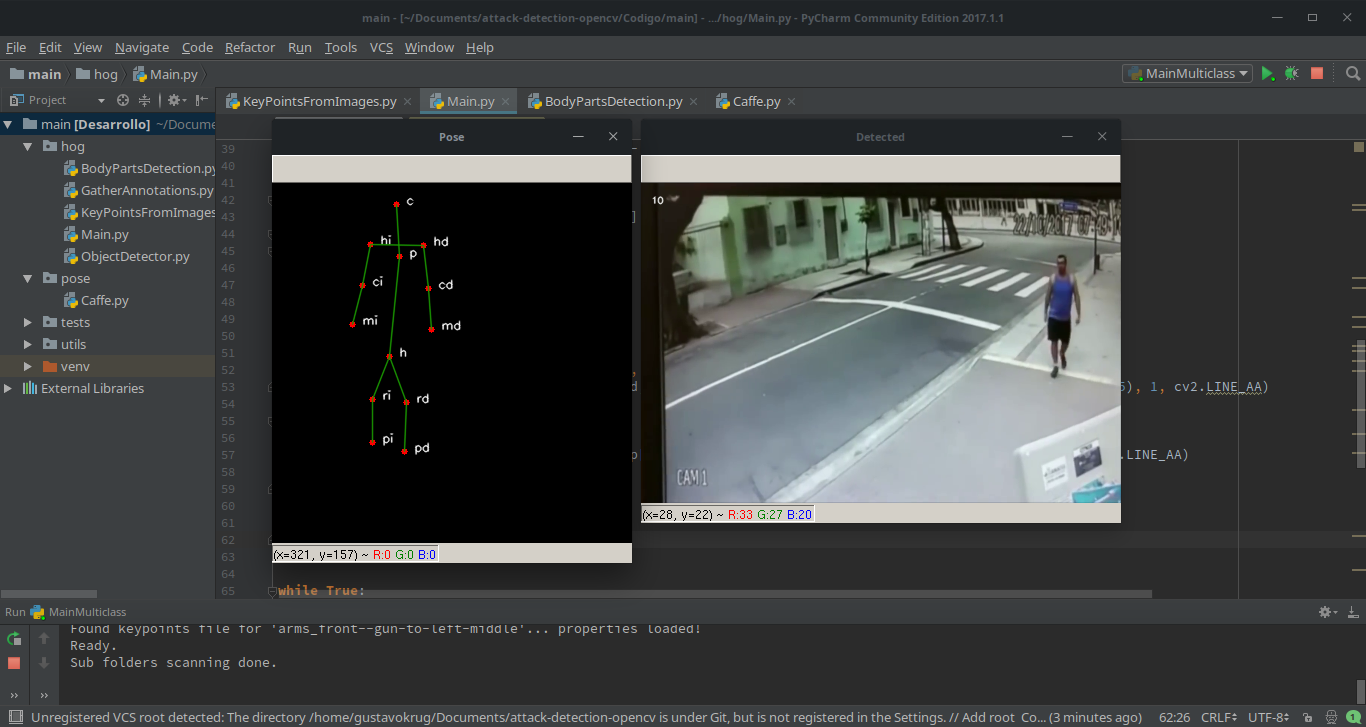 main - [~/Documents/attack-detection-opencv/Codigo/main] - .../hog/Main.py - PyCharm Community Edition 2017.1.1
File Edit View Navigate Code Refactor Run Tools VCS Window Help
main hog Main.py MainMulticlass
Project KeyPointsFromImages.py Main.py BodyPartsDetection.py Caffe.py
main [Desarrollo] ~/Docume
hog
BodyPartsDetection.py
GatherAnnotations.py
KeyPointsFromImages
Main.py
ObjectDetector.py
pose
Caffe.py
tests
utils
venv
External Libraries
39
40
41
42
43
44
45
46
47
48
49
50
51
52
53
54
55
56
57
58
59
60
61
62
63
64
65
), 1, cv2.LINE_AA)
.LINE_AA)
while True:
Pose
c
hi hd
p
ci cd
mi md
h
ri rd
pi pd
(x=321, y=157) ~ R:0 G:0 B:0
Detected
10
CAM 1
(x=28, y=22) ~ R:33 G:27 B:20
Run MainMulticlass
Found keypoints file for 'arms_front--gun-to-left-middle'... properties loaded!
Ready.
Sub folders scanning done.
Unregistered VCS root detected: The directory /home/gustavokrug/Documents/attack-detection-opencv is under Git, but is not registered in the Settings. // Add root Co... (3 minutes ago) 62:26 CRLF UTF-8 1